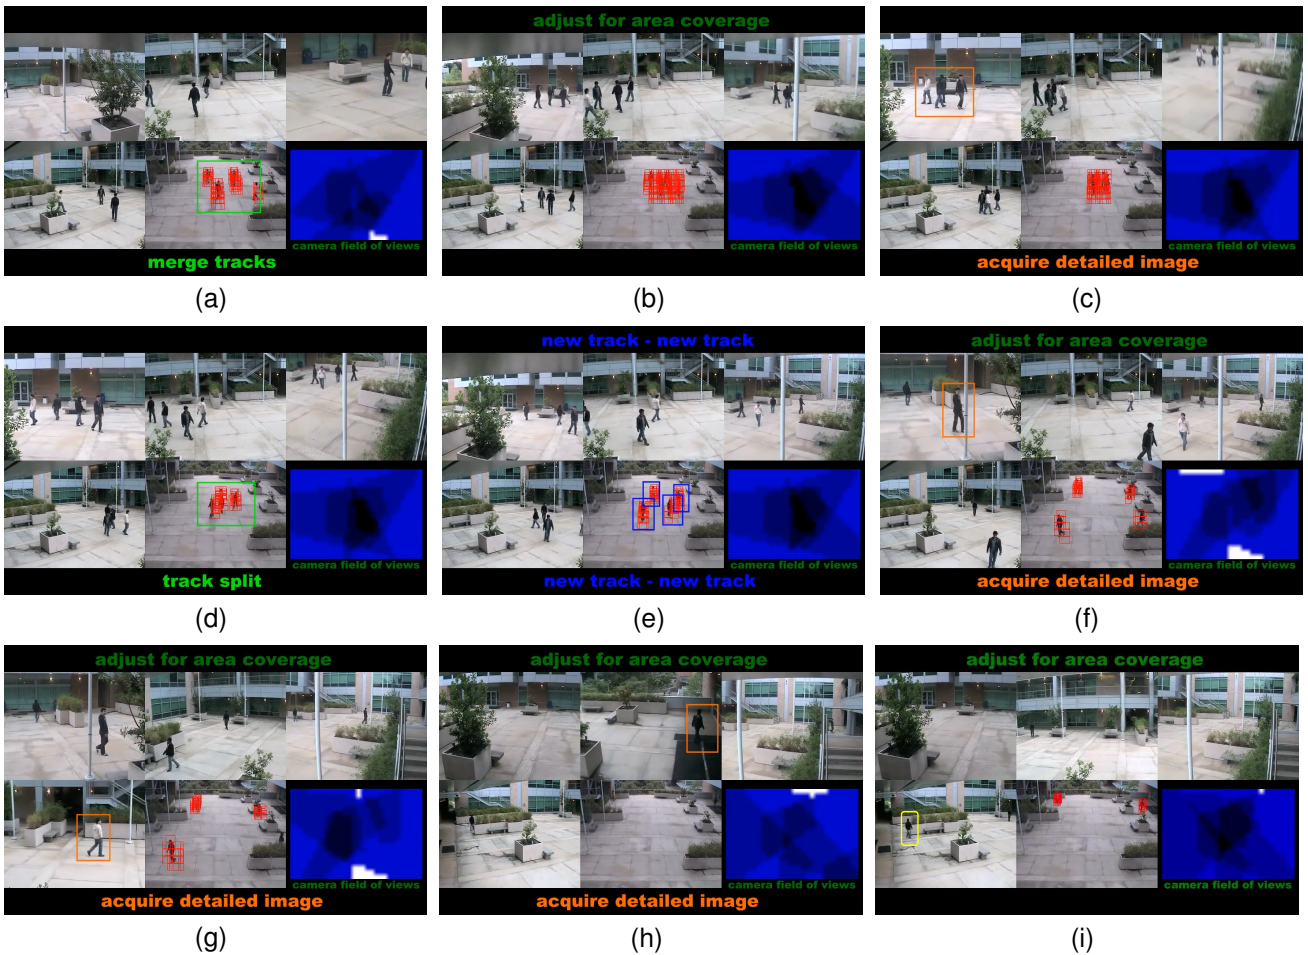 adjust for area coverage
camera field of views
camera field of views
camera field of views
merge tracks
acquire detailed image
(a)
(b)
(c)
new track - new track
adjust for area coverage
camera field of views
camera field of views
camera field of views
track split
new track - new track
acquire detailed image
(d)
(e)
(f)
adjust for area coverage
adjust for area coverage
adjust for area coverage
camera field of views
camera field of views
camera field of views
acquire detailed image
acquire detailed image
(g)
(h)
(i)